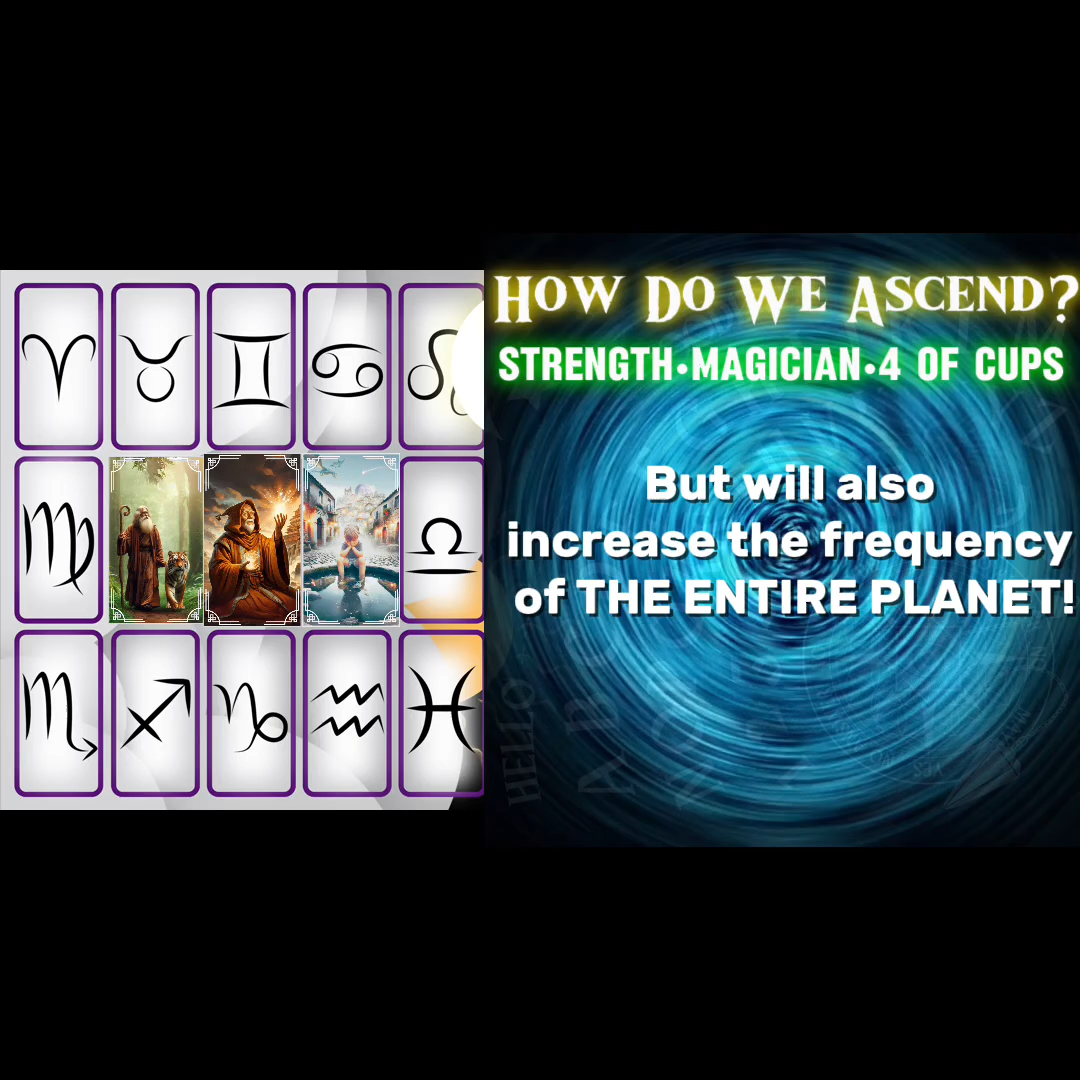 How Do We Ascend?
STRENGTH•MAGICIAN•4 OF CUPS
But will also
increase the frequency
of THE ENTIRE PLANET!
HELLO
♈ ♉ ♊ ♋ ♌
♍ ♎
♏ ♐ ♑ ♒ ♓